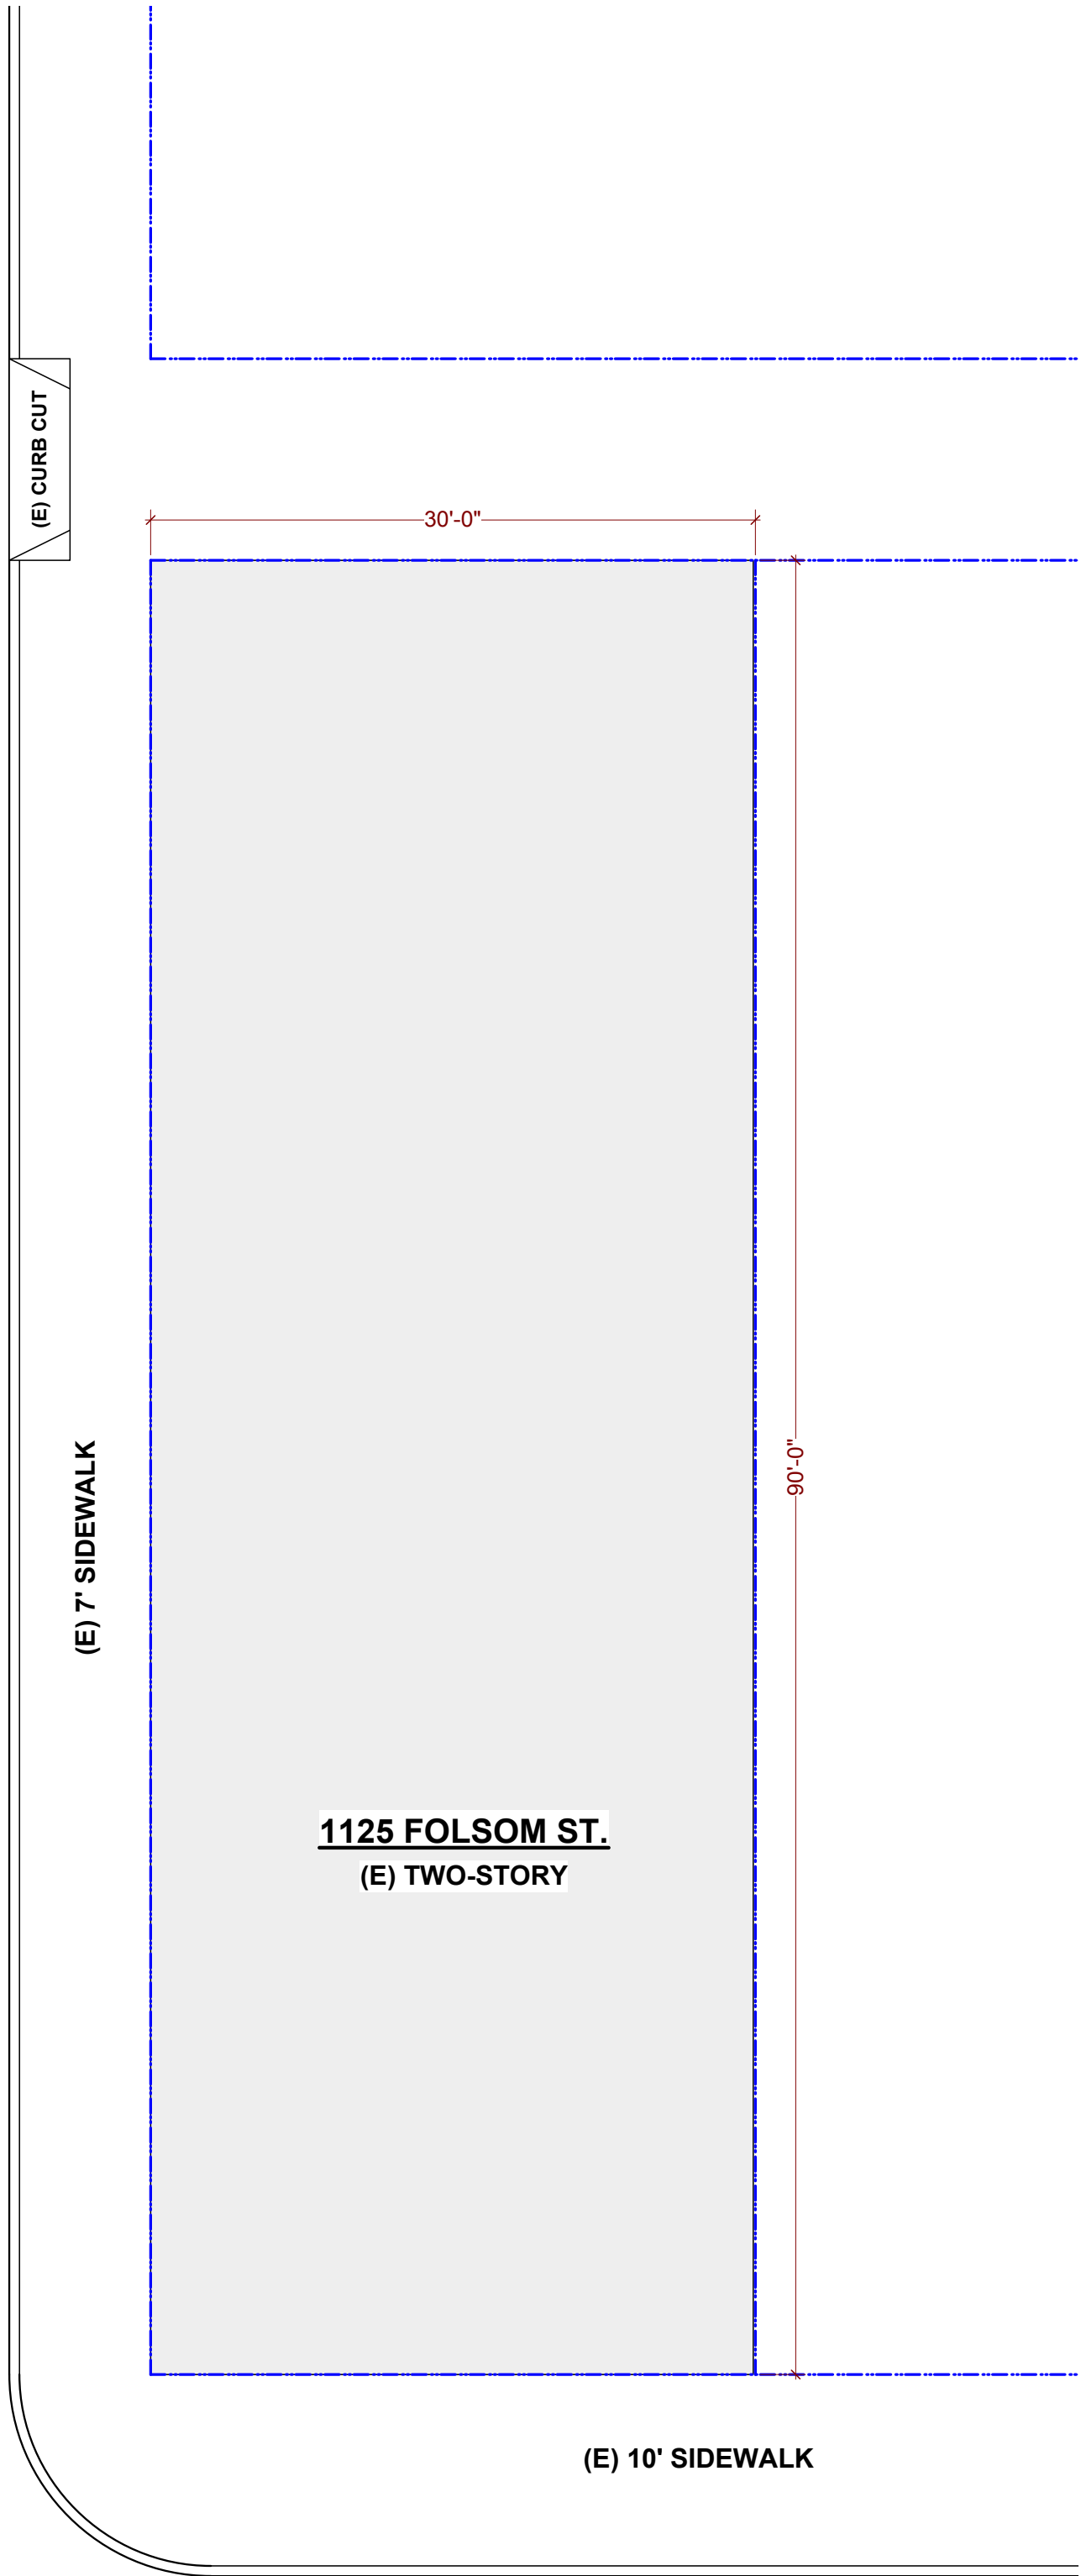 (E) CURB CUT
30'-0"
90'-0"
(E) 7' SIDEWALK
1125 FOLSOM ST.
(E) TWO-STORY
(E) 10' SIDEWALK